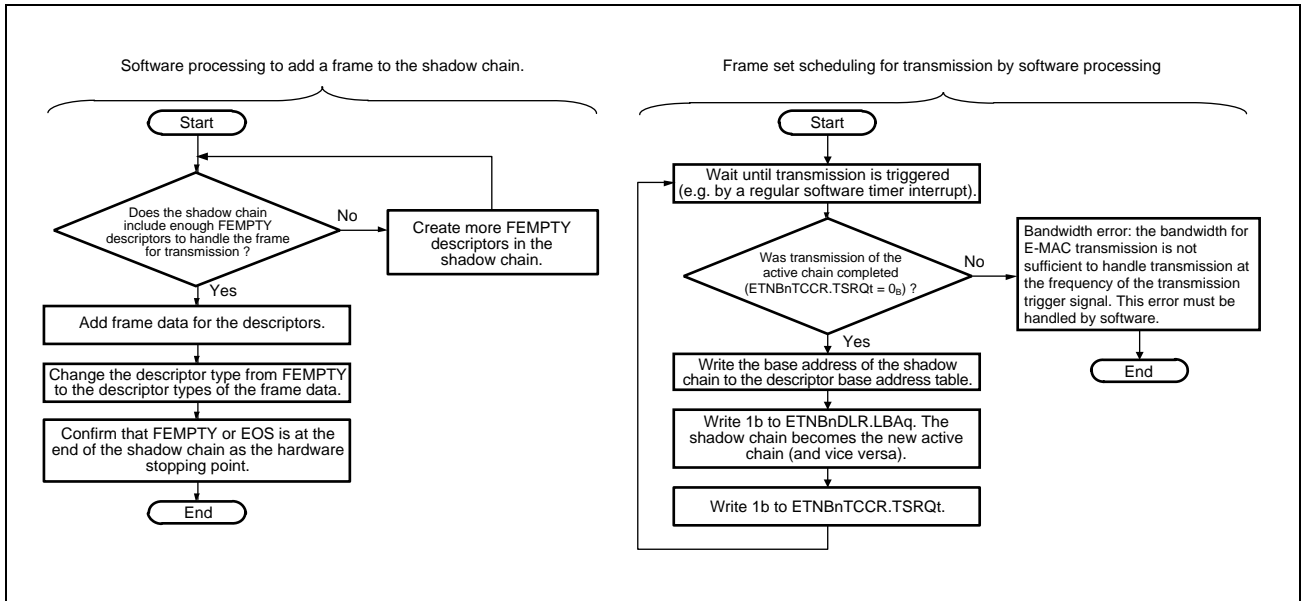 Software processing to add a frame to the shadow chain.
Start
Does the shadow chain
include enough FEMPTY
descriptors to handle the frame
for transmission ?
No
Create more FEMPTY
descriptors in the
shadow chain.
Yes
Add frame data for the descriptors.
Change the descriptor type from FEMPTY
to the descriptor types of the frame data.
Confirm that FEMPTY or EOS is at the
end of the shadow chain as the hardware
stopping point.
End
Frame set scheduling for transmission by software processing
Start
Wait until transmission is triggered
(e.g. by a regular software timer interrupt).
Was transmission of the
active chain completed
(ETNBnTCCR.TSRQt = 0B) ?
No
Bandwidth error: the bandwidth for
E-MAC transmission is not
sufficient to handle transmission at
the frequency of the transmission
trigger signal. This error must be
handled by software.
End
Yes
Write the base address of the shadow
chain to the descriptor base address table.
Write 1b to ETNBnDLR.LBAq. The
shadow chain becomes the new active
chain (and vice versa).
Write 1b to ETNBnTCCR.TSRQt.